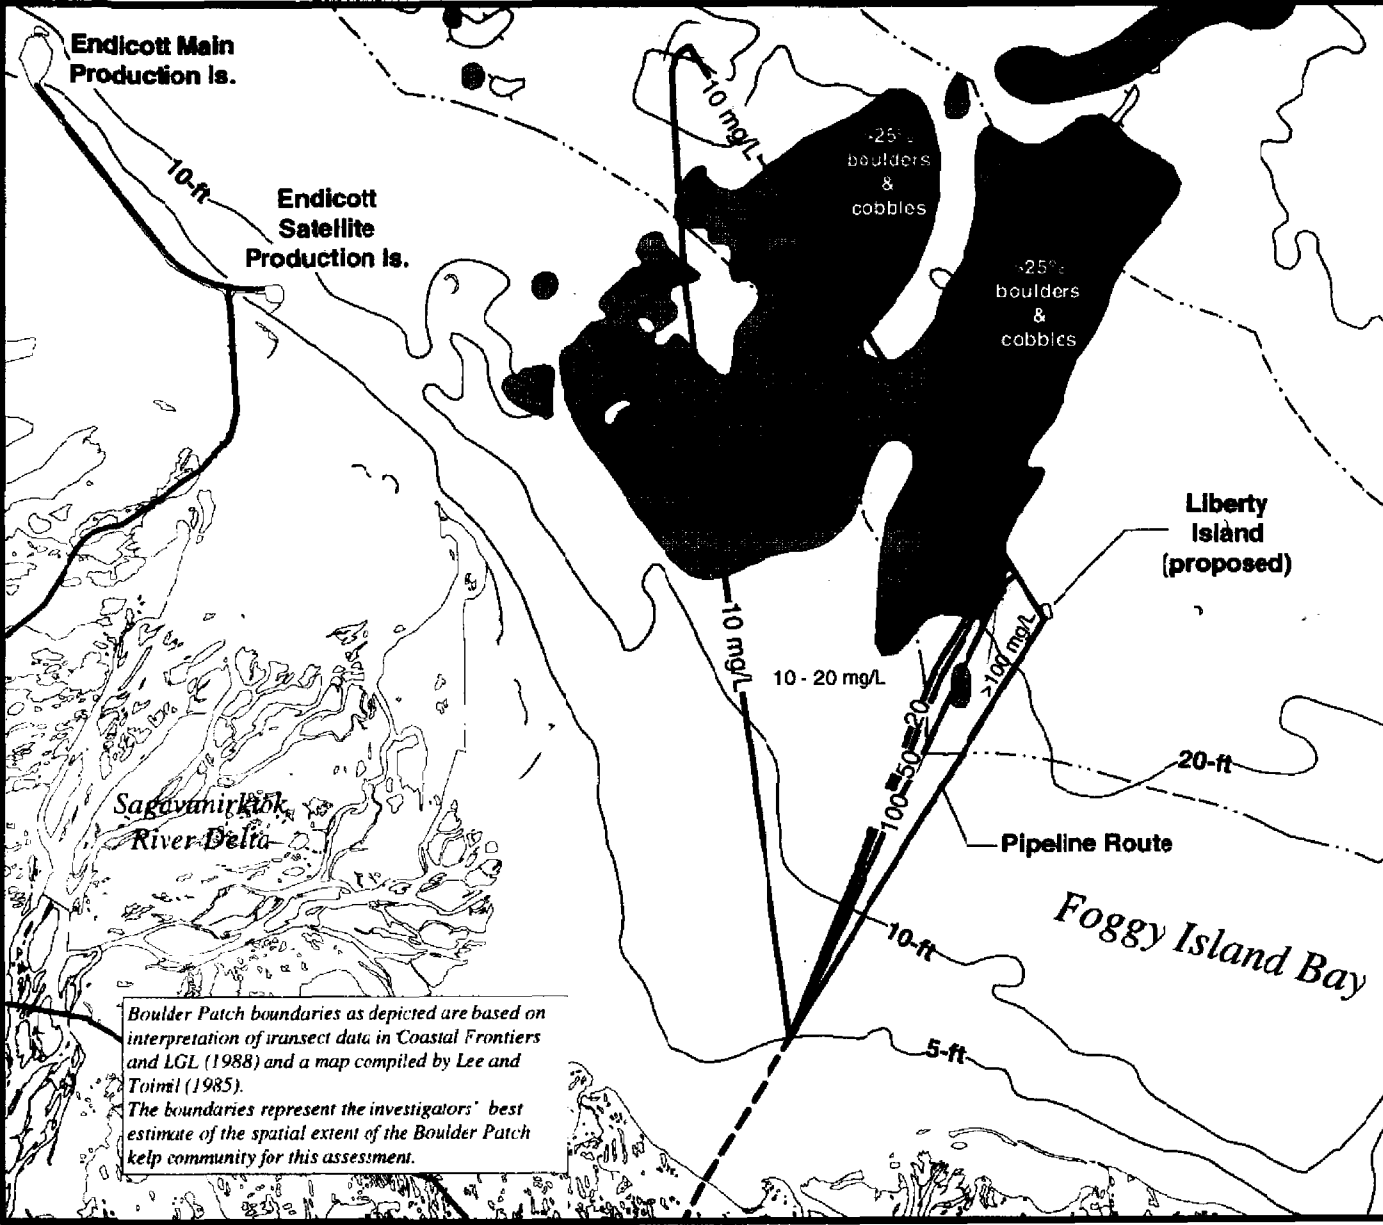 Endicott Main
Production Is.
10-ft
Endicott
Satellite
Production Is.
10 mg/L
>25%
boulders
&
cobbles
>25%
boulders
&
cobbles
Liberty
Island
(proposed)
10 mg/L
10 - 20 mg/L
>100 mg/L
20
50
100
20-ft
Pipeline Route
Sagavanirktok
River Delta
Foggy Island Bay
10-ft
5-ft
Boulder Patch boundaries as depicted are based on
interpretation of transect data in Coastal Frontiers
and LGL (1988) and a map compiled by Lee and
Toimil (1985).
The boundaries represent the investigators' best
estimate of the spatial extent of the Boulder Patch
kelp community for this assessment.